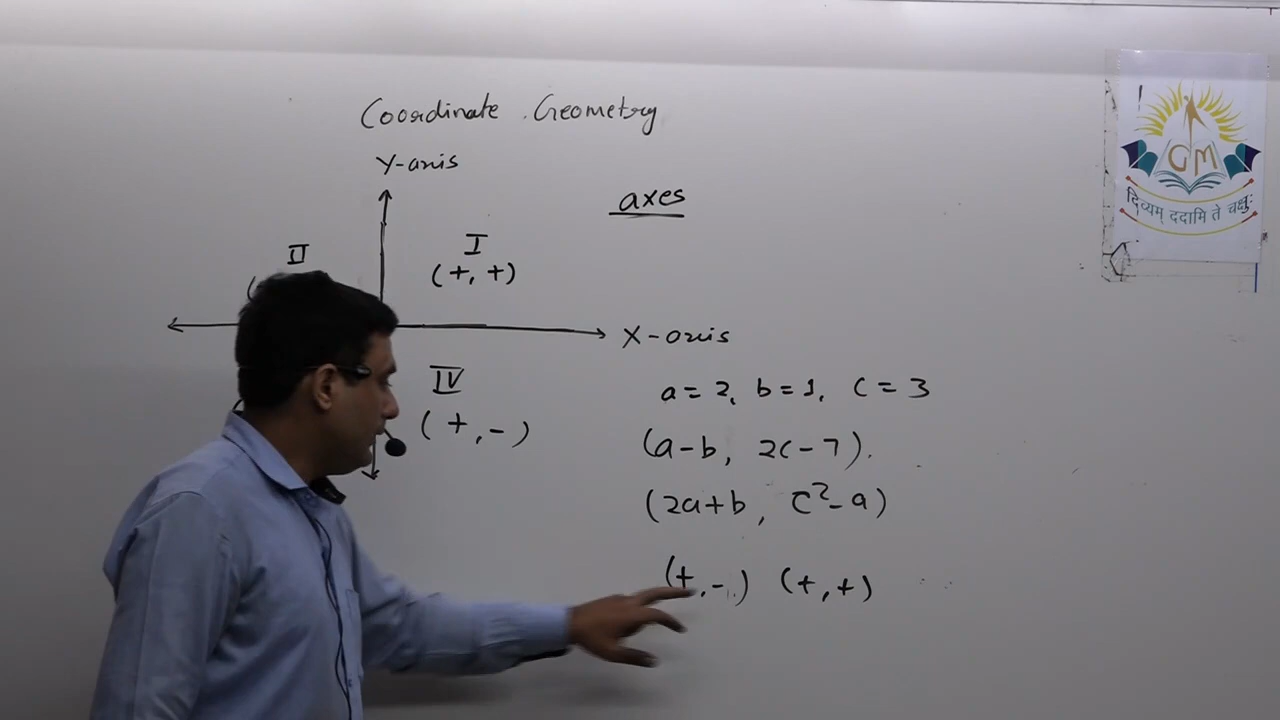 Coordinate Geometry
Y-axis
axes
II
I
(
(+, +)
X-axis
IV
(+, -)
a = 2, b = 1, c = 3
(a-b, 2c-7).
(2a+b, c²-a)
(+, -) (+, +)
GM
दिव्यम् ददामि ते चक्षुः